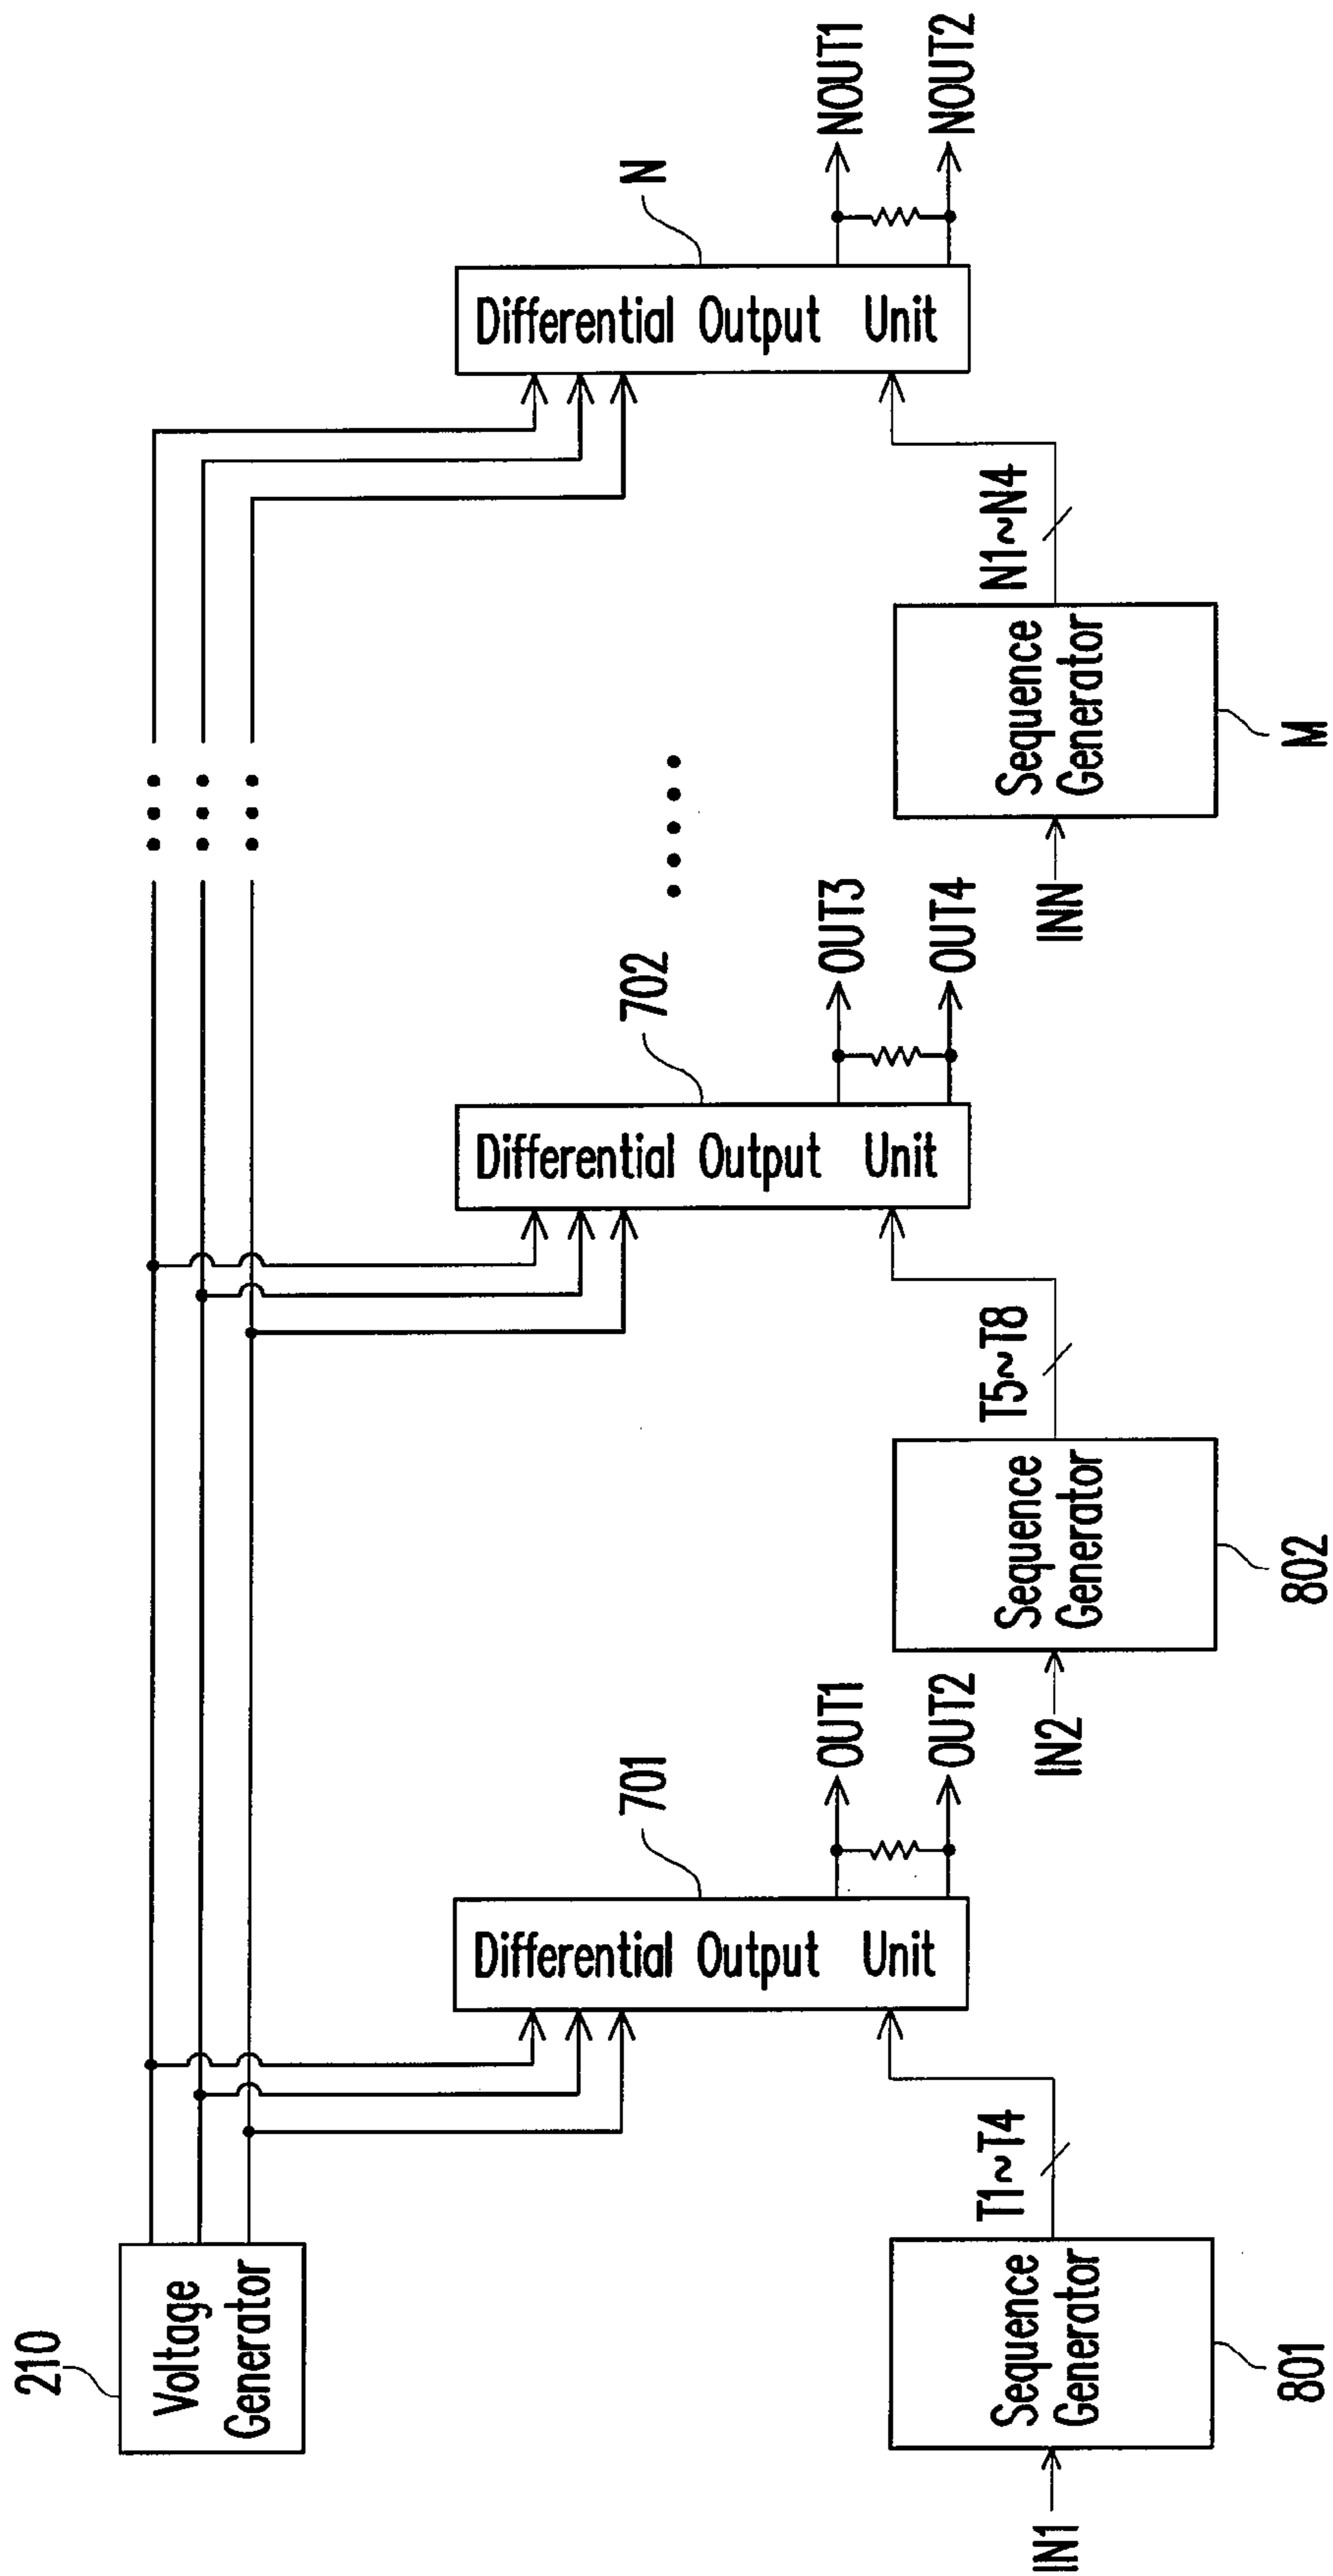 210
Voltage
Generator
701
Differential Output Unit
OUT1
OUT2
702
Differential Output Unit
OUT3
OUT4
N
Differential Output Unit
NOUT1
NOUT2
IN1
Sequence
Generator
801
T1~T4
IN2
Sequence
Generator
802
T5~T8
INN
Sequence
Generator
M
N1~N4